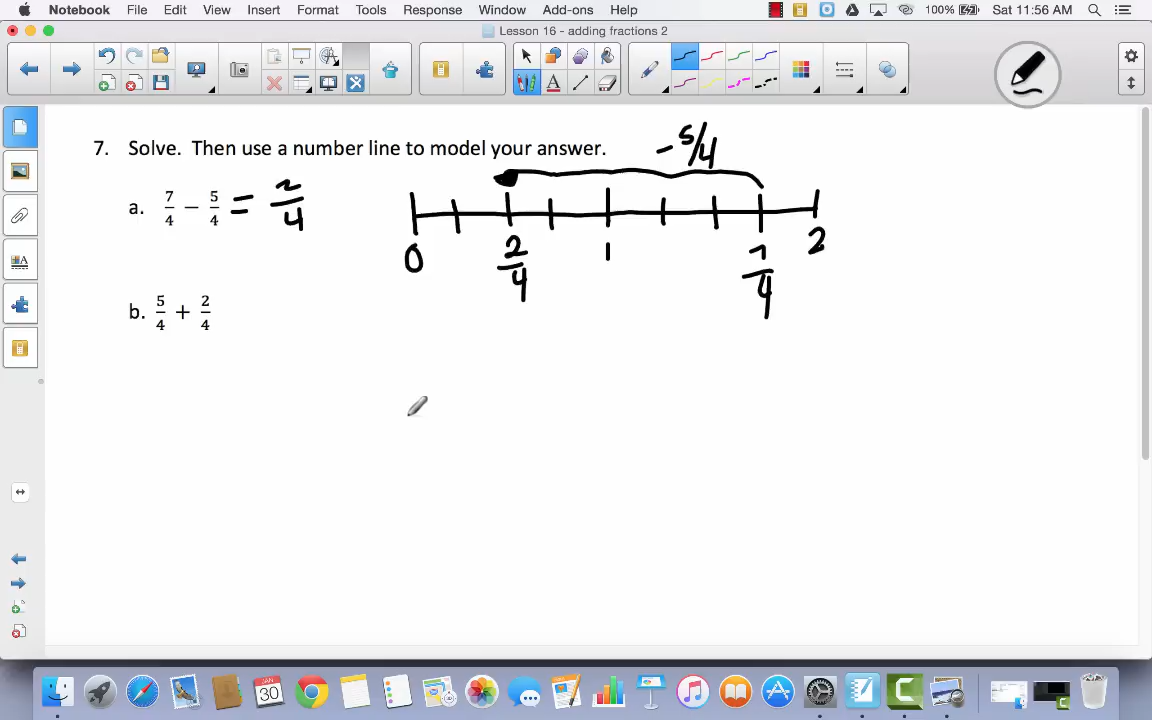 Notebook File Edit View Insert Format Tools Response Window Add-ons Help 100% Sat 11:56 AM
Lesson 16 - adding fractions 2
7. Solve. Then use a number line to model your answer.
-5/4
a. 7/4 − 5/4 = 2/4
0 2/4 1 7/4 2
b. 5/4 + 2/4
JAN 30